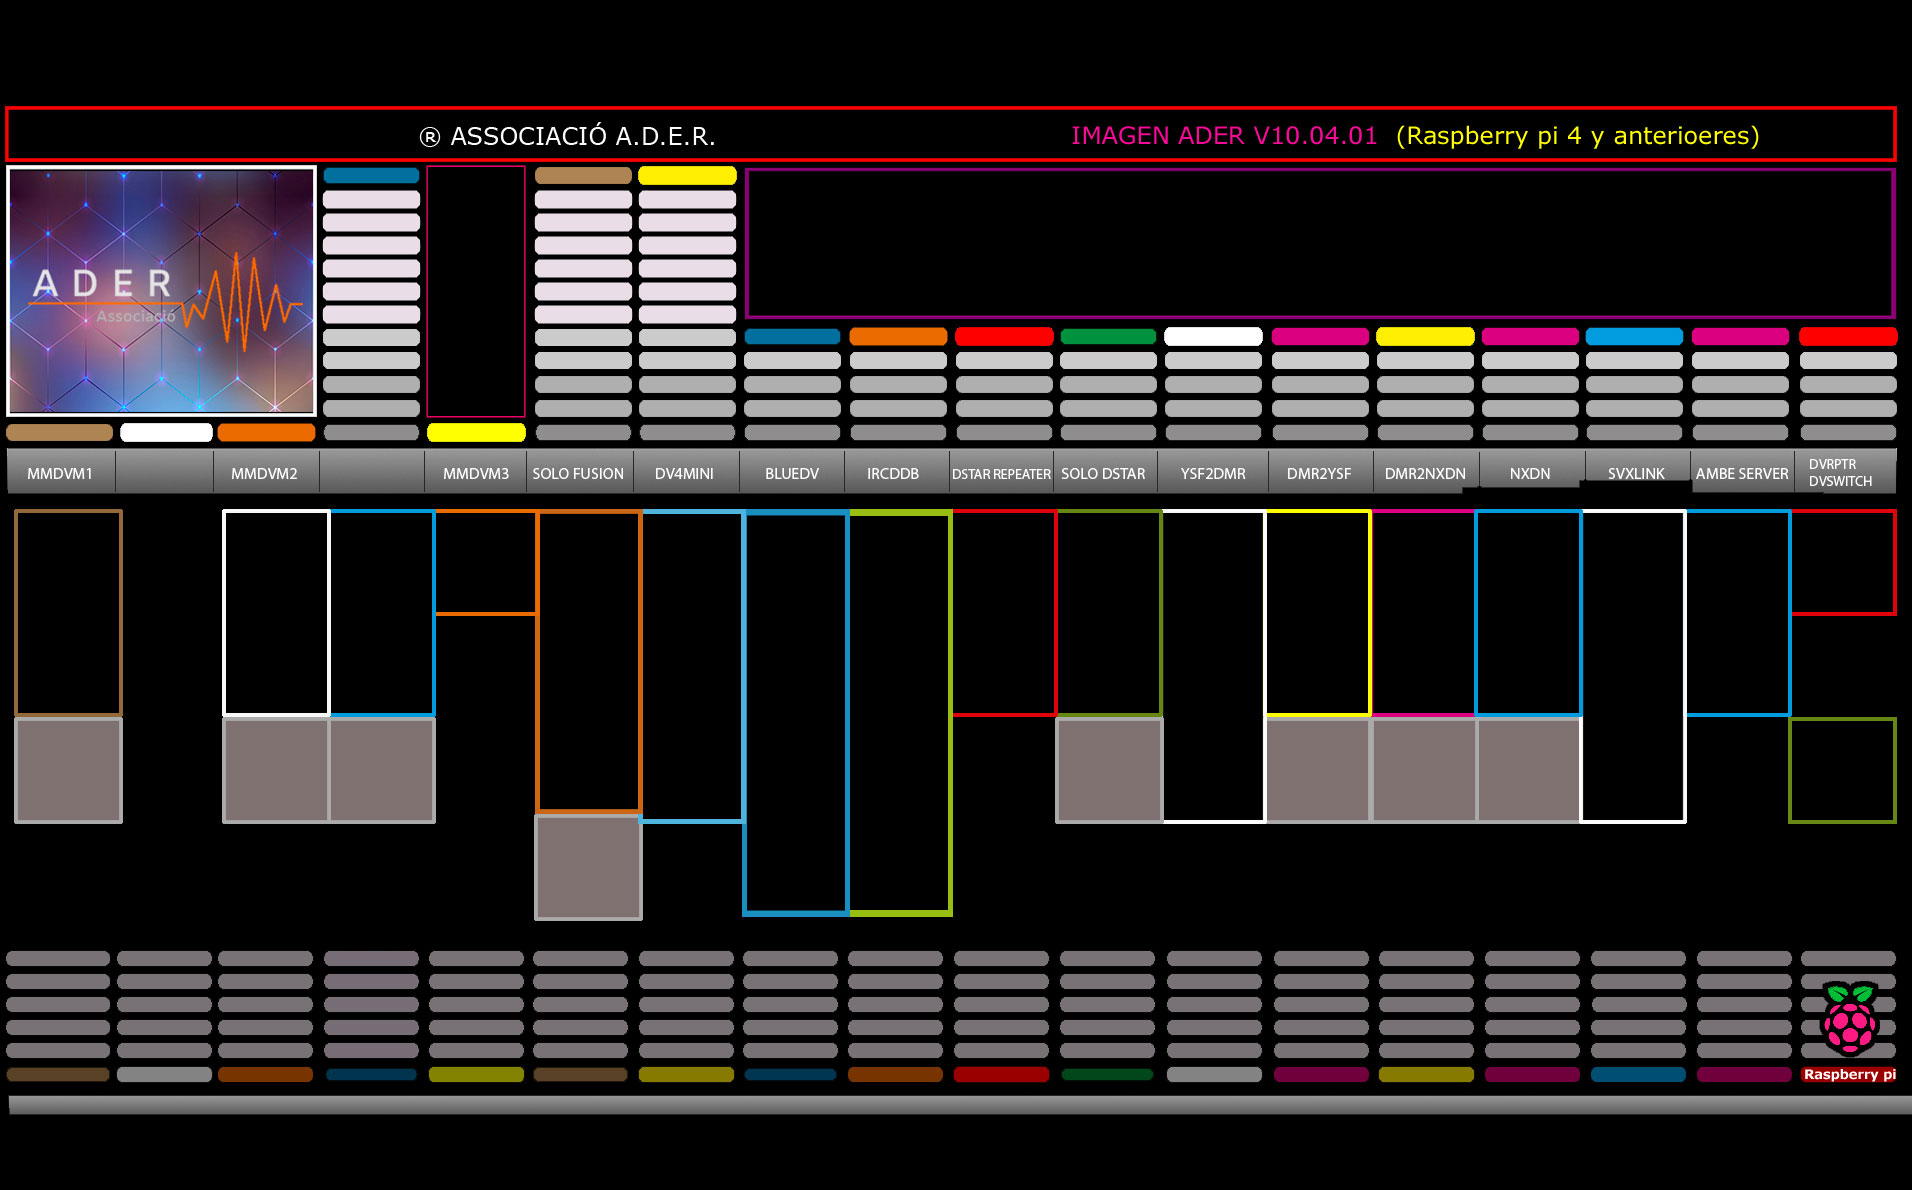 ® ASSOCIACIÓ A.D.E.R.
IMAGEN ADER V10.04.01 (Raspberry pi 4 y anterioeres)
ADER
Associació
MMDVM1
MMDVM2
MMDVM3
SOLO FUSION
DV4MINI
BLUEDV
IRCDDB
DSTAR REPEATER
SOLO DSTAR
YSF2DMR
DMR2YSF
DMR2NXDN
NXDN
SVXLINK
AMBE SERVER
DVRPTR
DVSWITCH
Raspberry pi